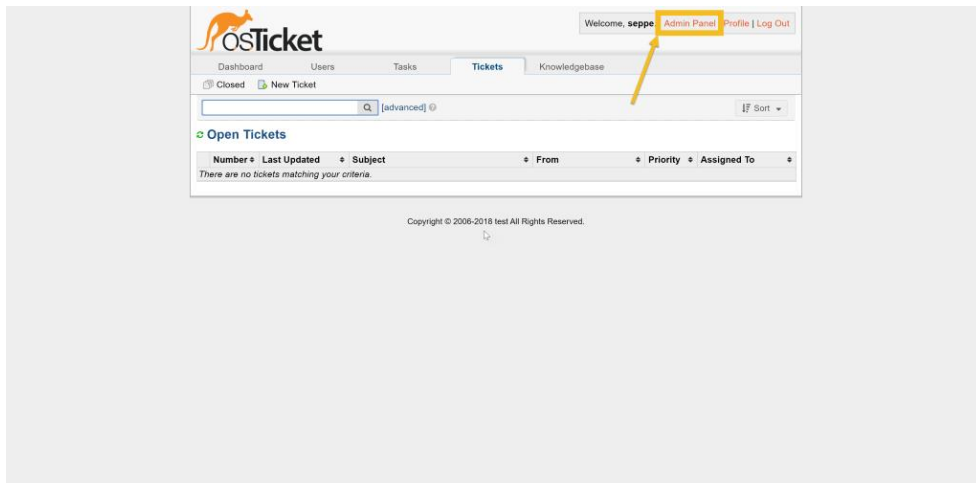 osTicket
Welcome, seppe. Admin Panel | Profile | Log Out
Dashboard Users Tasks Tickets Knowledgebase
Closed New Ticket
[advanced] Sort
Open Tickets
Number Last Updated Subject From Priority Assigned To
There are no tickets matching your criteria.
Copyright © 2006-2018 test All Rights Reserved.